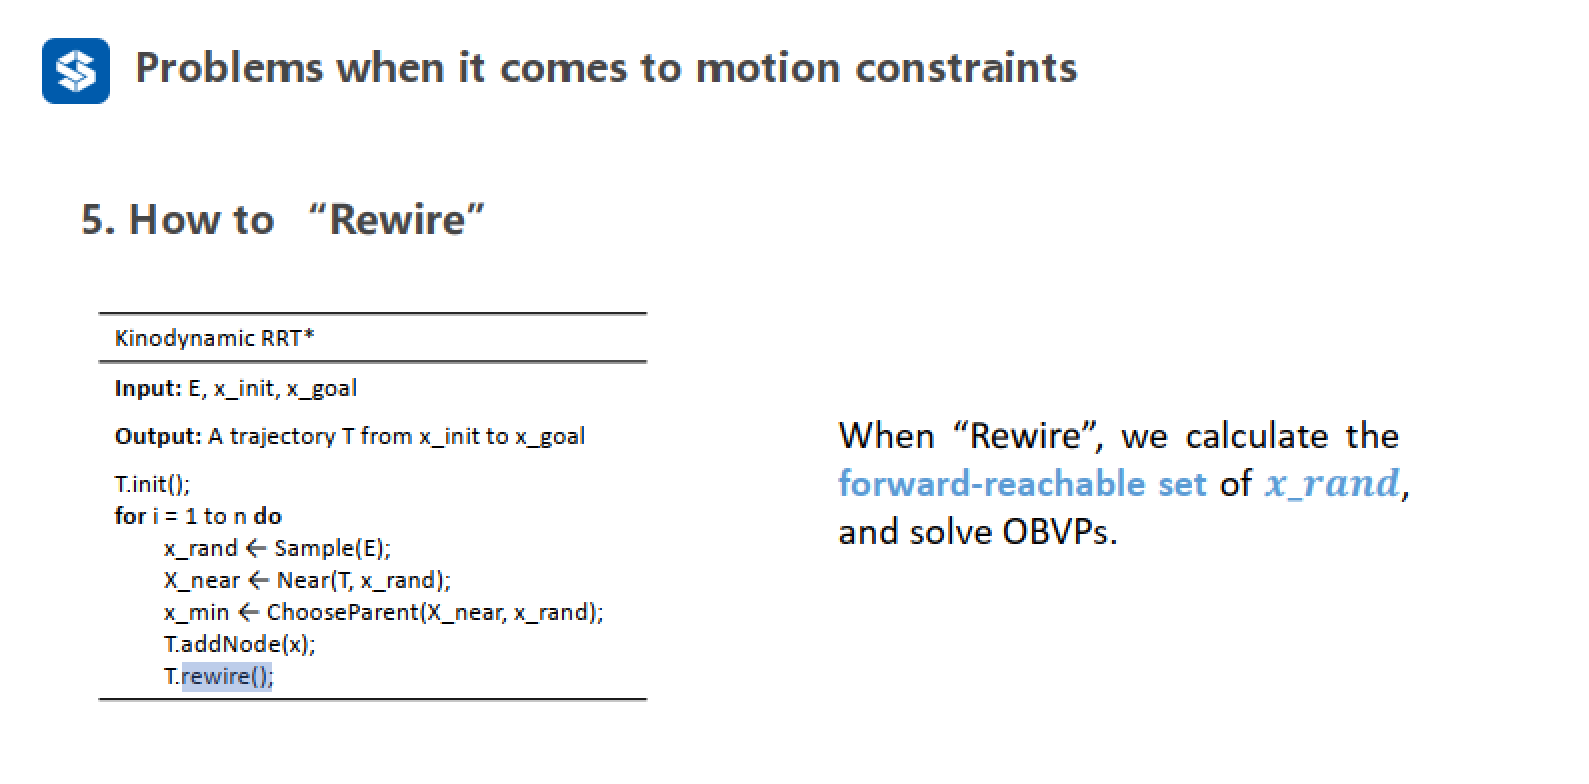 Problems when it comes to motion constraints
5. How to “Rewire”
Kinodynamic RRT*
Input: E, x_init, x_goal
Output: A trajectory T from x_init to x_goal
T.init();
for i = 1 to n do
x_rand ← Sample(E);
X_near ← Near(T, x_rand);
x_min ← ChooseParent(X_near, x_rand);
T.addNode(x);
T.rewire();
When “Rewire”, we calculate the
forward-reachable set of x_rand,
and solve OBVPs.